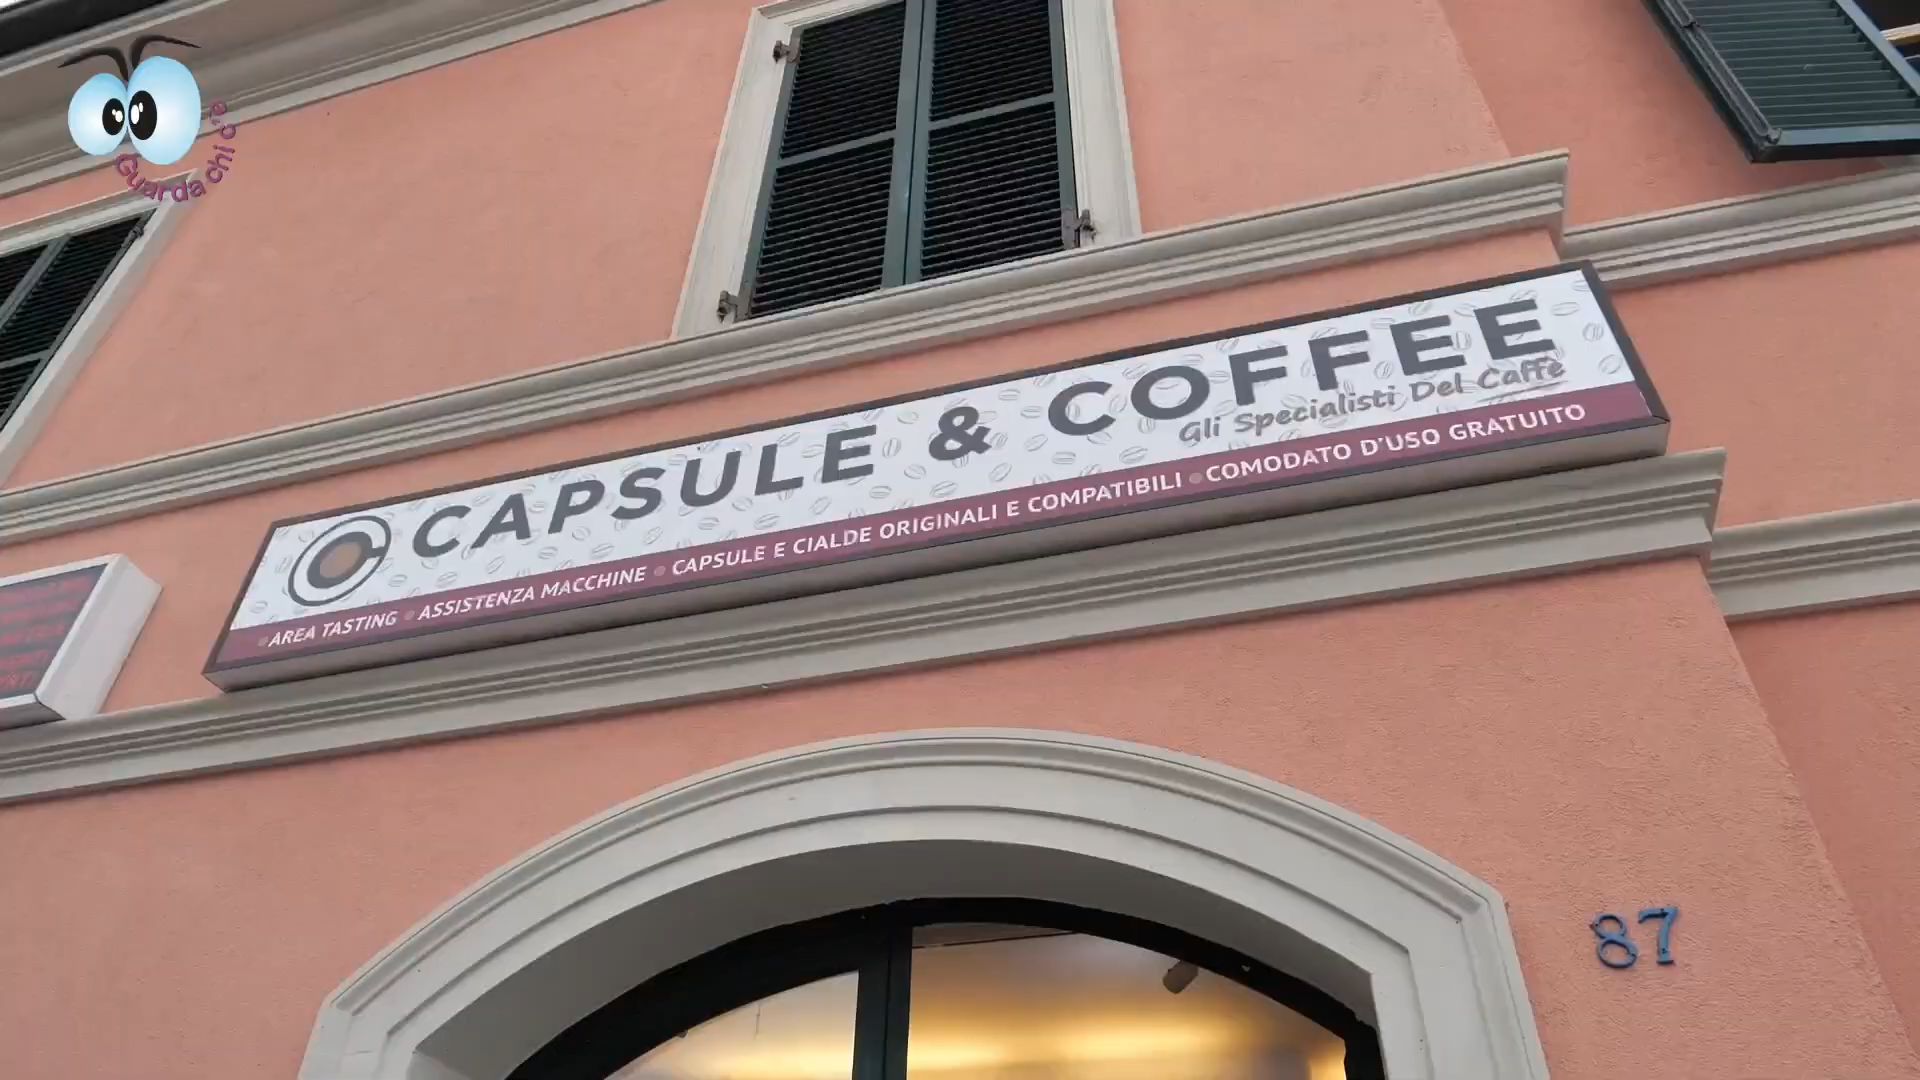 Guarda chi c'è
CAPSULE & COFFEE
Gli Specialisti Del Caffè
• AREA TASTING • ASSISTENZA MACCHINE • CAPSULE E CIALDE ORIGINALI E COMPATIBILI • COMODATO D'USO GRATUITO
87